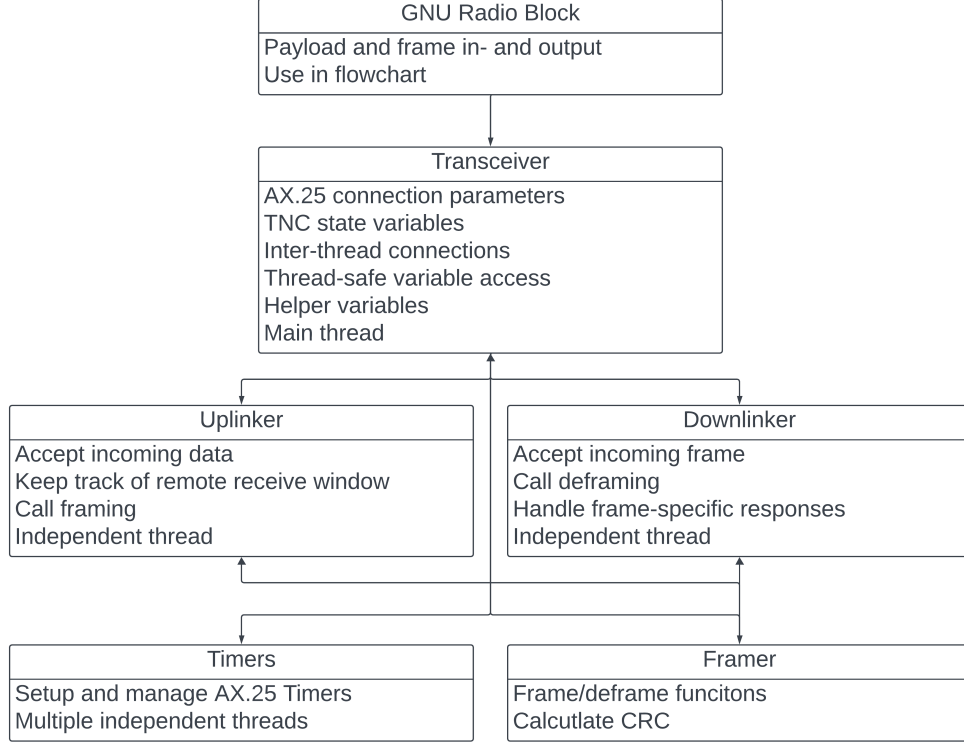 GNU Radio Block
Payload and frame in- and output
Use in flowchart
Transceiver
AX.25 connection parameters
TNC state variables
Inter-thread connections
Thread-safe variable access
Helper variables
Main thread
Uplinker
Accept incoming data
Keep track of remote receive window
Call framing
Independent thread
Downlinker
Accept incoming frame
Call deframing
Handle frame-specific responses
Independent thread
Timers
Setup and manage AX.25 Timers
Multiple independent threads
Framer
Frame/deframe funcitons
Calcutlate CRC